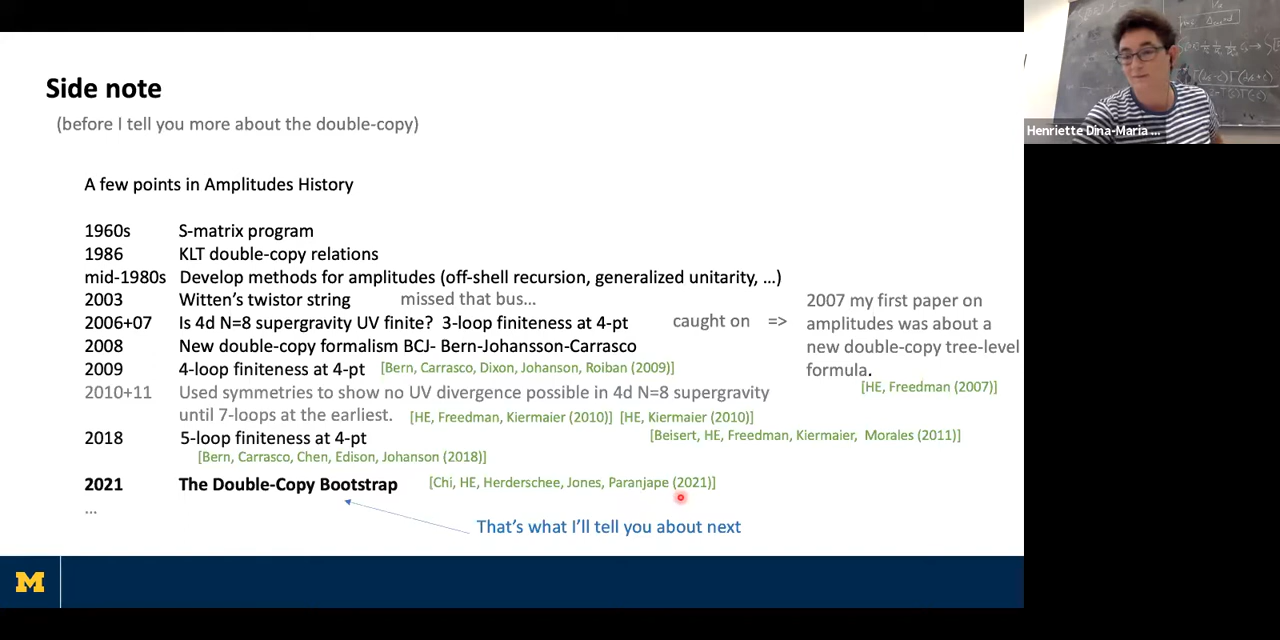 Side note
(before I tell you more about the double-copy)
A few points in Amplitudes History
1960s S-matrix program
1986 KLT double-copy relations
mid-1980s Develop methods for amplitudes (off-shell recursion, generalized unitarity, ...)
2003 Witten's twistor string missed that bus...
2006+07 Is 4d N=8 supergravity UV finite? 3-loop finiteness at 4-pt caught on =>
2007 my first paper on
amplitudes was about a
new double-copy tree-level
formula.
[HE, Freedman (2007)]
2008 New double-copy formalism BCJ- Bern-Johansson-Carrasco
2009 4-loop finiteness at 4-pt [Bern, Carrasco, Dixon, Johanson, Roiban (2009)]
2010+11 Used symmetries to show no UV divergence possible in 4d N=8 supergravity
until 7-loops at the earliest. [HE, Freedman, Kiermaier (2010)] [HE, Kiermaier (2010)]
[Beisert, HE, Freedman, Kiermaier, Morales (2011)]
2018 5-loop finiteness at 4-pt
[Bern, Carrasco, Chen, Edison, Johanson (2018)]
2021 The Double-Copy Bootstrap [Chi, HE, Herderschee, Jones, Paranjape (2021)]
...
That's what I'll tell you about next
M
Henriette Dina-Maria ...